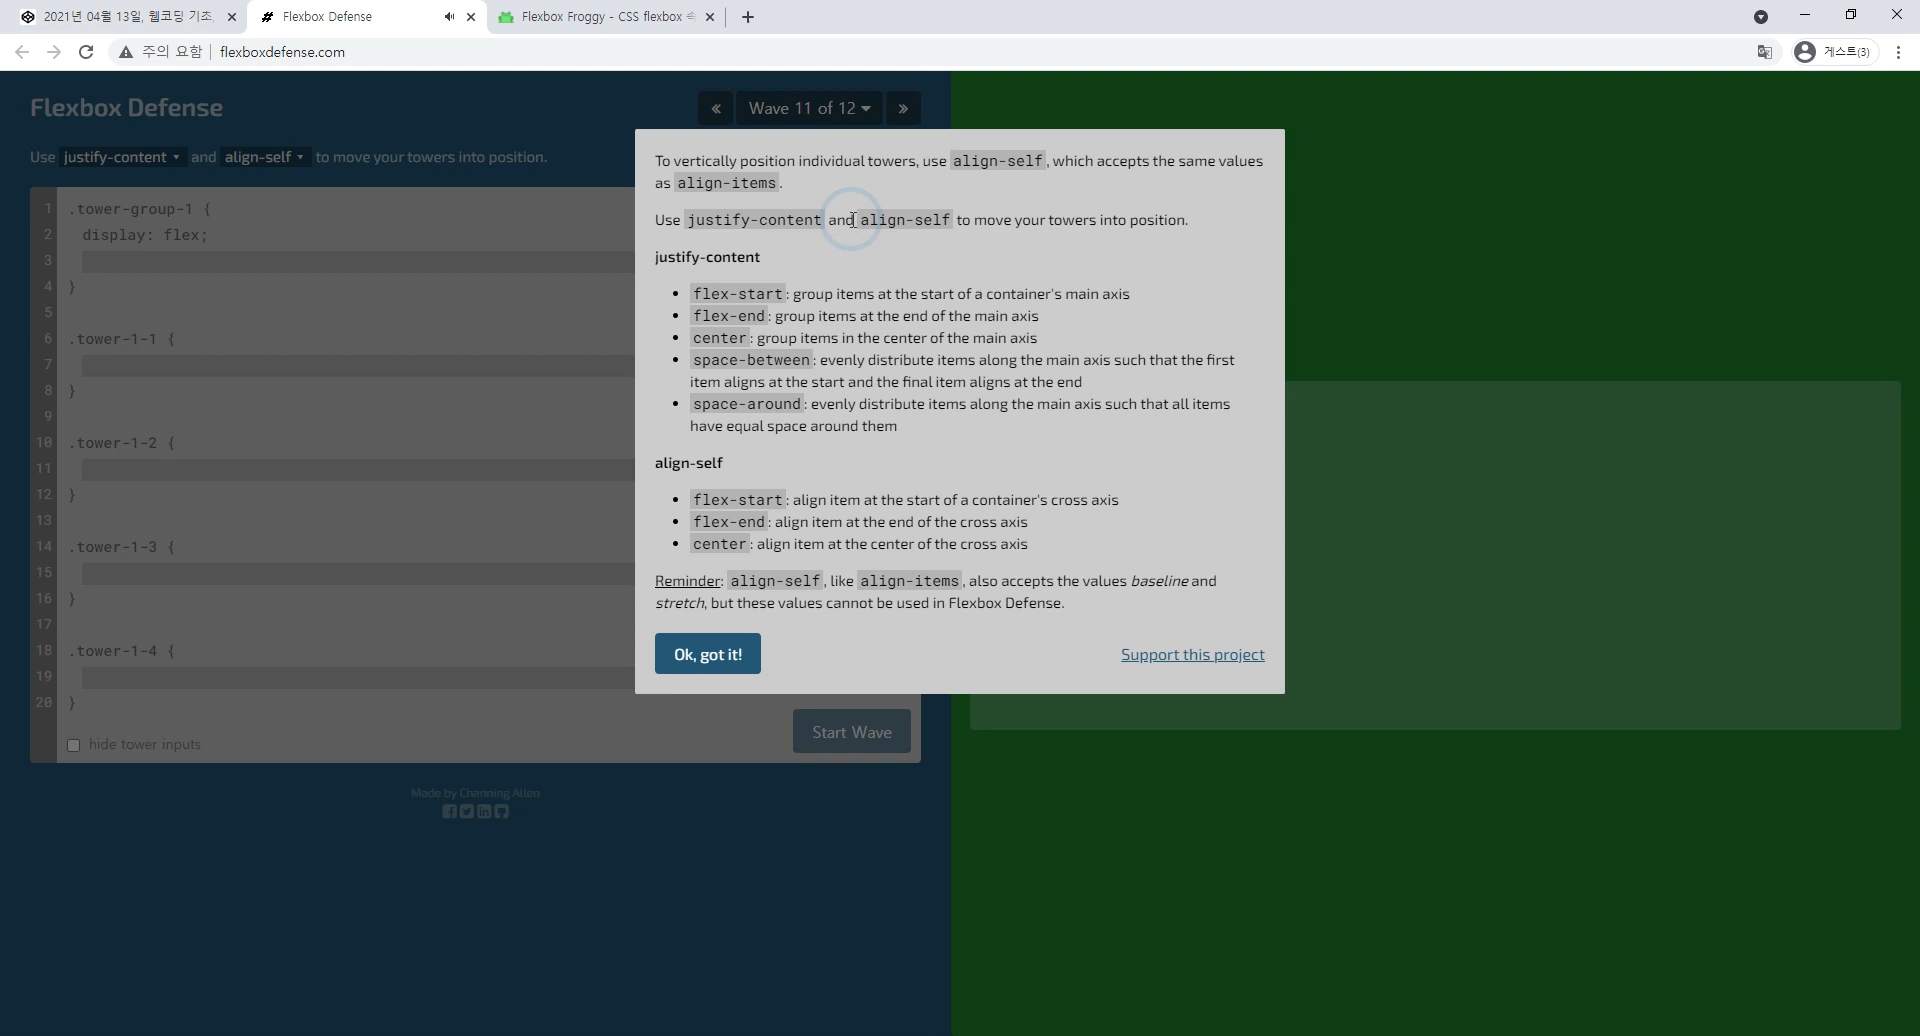 2021년 04월 13일, 웹코딩 기초,
Flexbox Defense
Flexbox Froggy - CSS flexbox 속
주의 요함
flexboxdefense.com
게스트(3)
Flexbox Defense
« Wave 11 of 12 »
Use justify-content and align-self to move your towers into position.
1 .tower-group-1 {
2 display: flex;
3
4 }
5
6 .tower-1-1 {
7
8 }
9
10 .tower-1-2 {
11
12 }
13
14 .tower-1-3 {
15
16 }
17
18 .tower-1-4 {
19
20 }
hide tower inputs
Start Wave
Made by Channing Allen
To vertically position individual towers, use align-self, which accepts the same values
as align-items.
Use justify-content and align-self to move your towers into position.
justify-content
• flex-start: group items at the start of a container's main axis
• flex-end: group items at the end of the main axis
• center: group items in the center of the main axis
• space-between: evenly distribute items along the main axis such that the first
item aligns at the start and the final item aligns at the end
• space-around: evenly distribute items along the main axis such that all items
have equal space around them
align-self
• flex-start: align item at the start of a container's cross axis
• flex-end: align item at the end of the cross axis
• center: align item at the center of the cross axis
Reminder: align-self, like align-items, also accepts the values baseline and
stretch, but these values cannot be used in Flexbox Defense.
Ok, got it!
Support this project